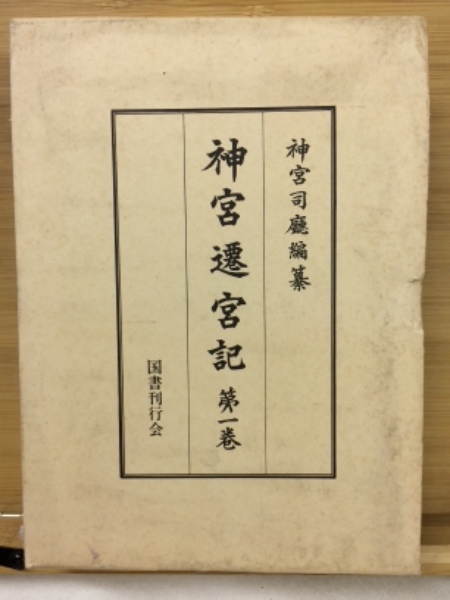 神宮司廳編纂
神宮遷宮記 第一巻
国書刊行会